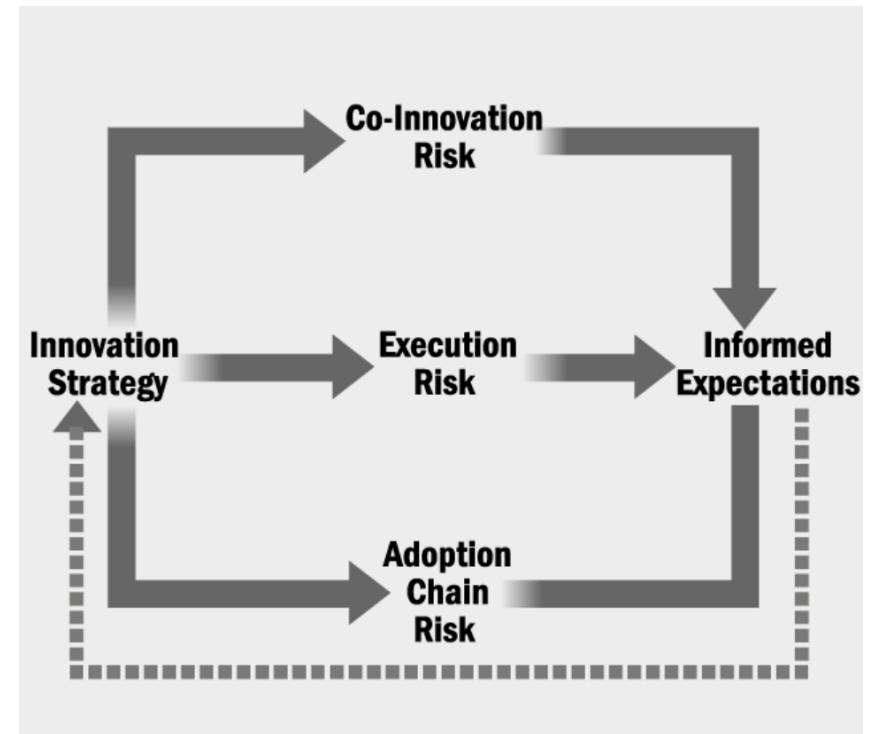 Co-Innovation
Risk
Innovation
Strategy
Execution
Risk
Informed
Expectations
Adoption
Chain
Risk